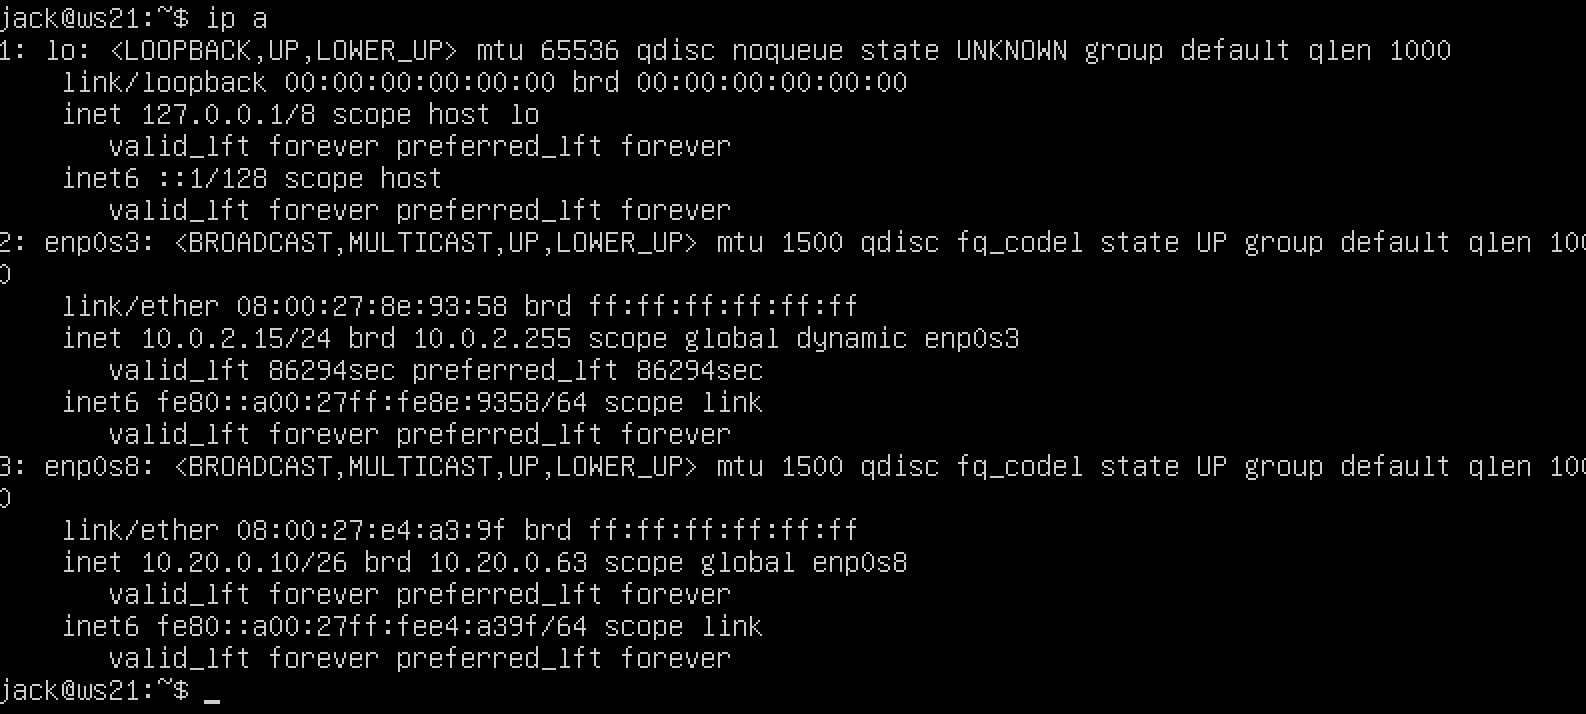 jack@ws21:~$ ip a
1: lo: <LOOPBACK,UP,LOWER_UP> mtu 65536 qdisc noqueue state UNKNOWN group default qlen 1000
    link/loopback 00:00:00:00:00:00 brd 00:00:00:00:00:00
    inet 127.0.0.1/8 scope host lo
       valid_lft forever preferred_lft forever
    inet6 ::1/128 scope host
       valid_lft forever preferred_lft forever
2: enp0s3: <BROADCAST,MULTICAST,UP,LOWER_UP> mtu 1500 qdisc fq_codel state UP group default qlen 100
0
    link/ether 08:00:27:8e:93:58 brd ff:ff:ff:ff:ff:ff
    inet 10.0.2.15/24 brd 10.0.2.255 scope global dynamic enp0s3
       valid_lft 86294sec preferred_lft 86294sec
    inet6 fe80::a00:27ff:fe8e:9358/64 scope link
       valid_lft forever preferred_lft forever
3: enp0s8: <BROADCAST,MULTICAST,UP,LOWER_UP> mtu 1500 qdisc fq_codel state UP group default qlen 100
0
    link/ether 08:00:27:e4:a3:9f brd ff:ff:ff:ff:ff:ff
    inet 10.20.0.10/26 brd 10.20.0.63 scope global enp0s8
       valid_lft forever preferred_lft forever
    inet6 fe80::a00:27ff:fee4:a39f/64 scope link
       valid_lft forever preferred_lft forever
jack@ws21:~$ _